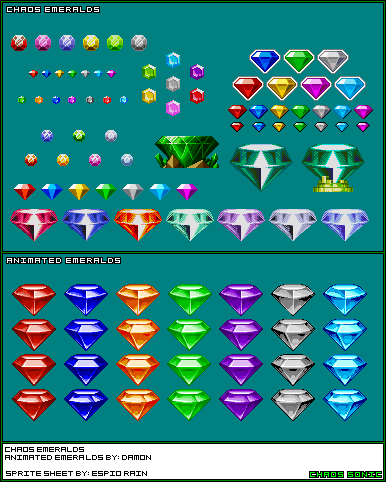 CHAOS EMERALDS
ANIMATED EMERALDS
CHAOS EMERALDS
ANIMATED EMERALDS BY: DAMON
SPRITE SHEET BY: ESPIO RAIN
CHAOS SONIC